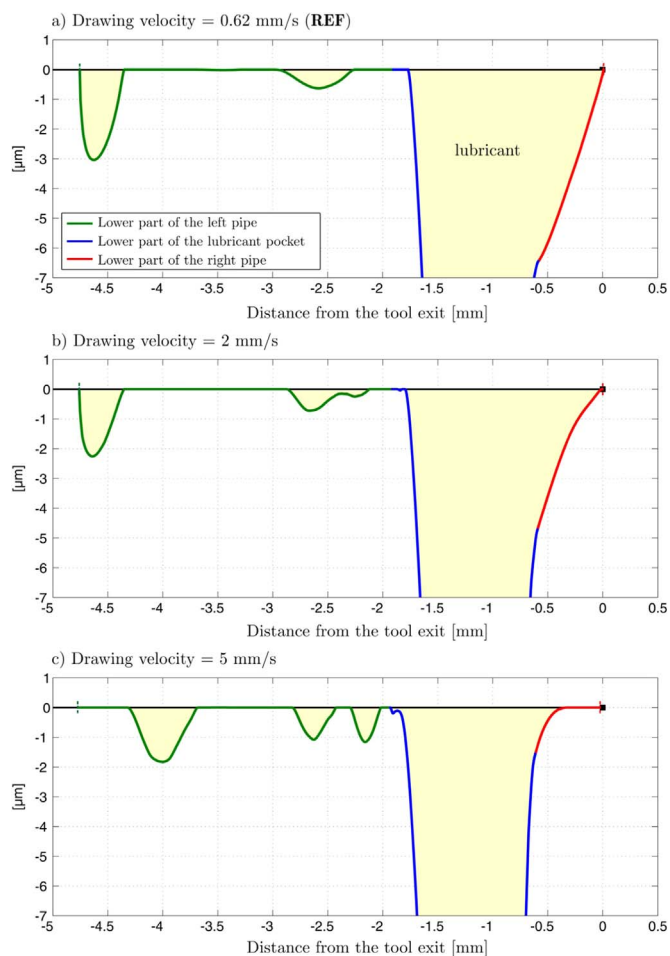 a) Drawing velocity = 0.62 mm/s (REF)
1
0
-1
-2
-3
-4
-5
-6
-7
[µm]
lubricant
Lower part of the left pipe
Lower part of the lubricant pocket
Lower part of the right pipe
-5 -4.5 -4 -3.5 -3 -2.5 -2 -1.5 -1 -0.5 0 0.5
Distance from the tool exit [mm]
b) Drawing velocity = 2 mm/s
1
0
-1
-2
-3
-4
-5
-6
-7
[µm]
-5 -4.5 -4 -3.5 -3 -2.5 -2 -1.5 -1 -0.5 0 0.5
Distance from the tool exit [mm]
c) Drawing velocity = 5 mm/s
1
0
-1
-2
-3
-4
-5
-6
-7
[µm]
-5 -4.5 -4 -3.5 -3 -2.5 -2 -1.5 -1 -0.5 0 0.5
Distance from the tool exit [mm]